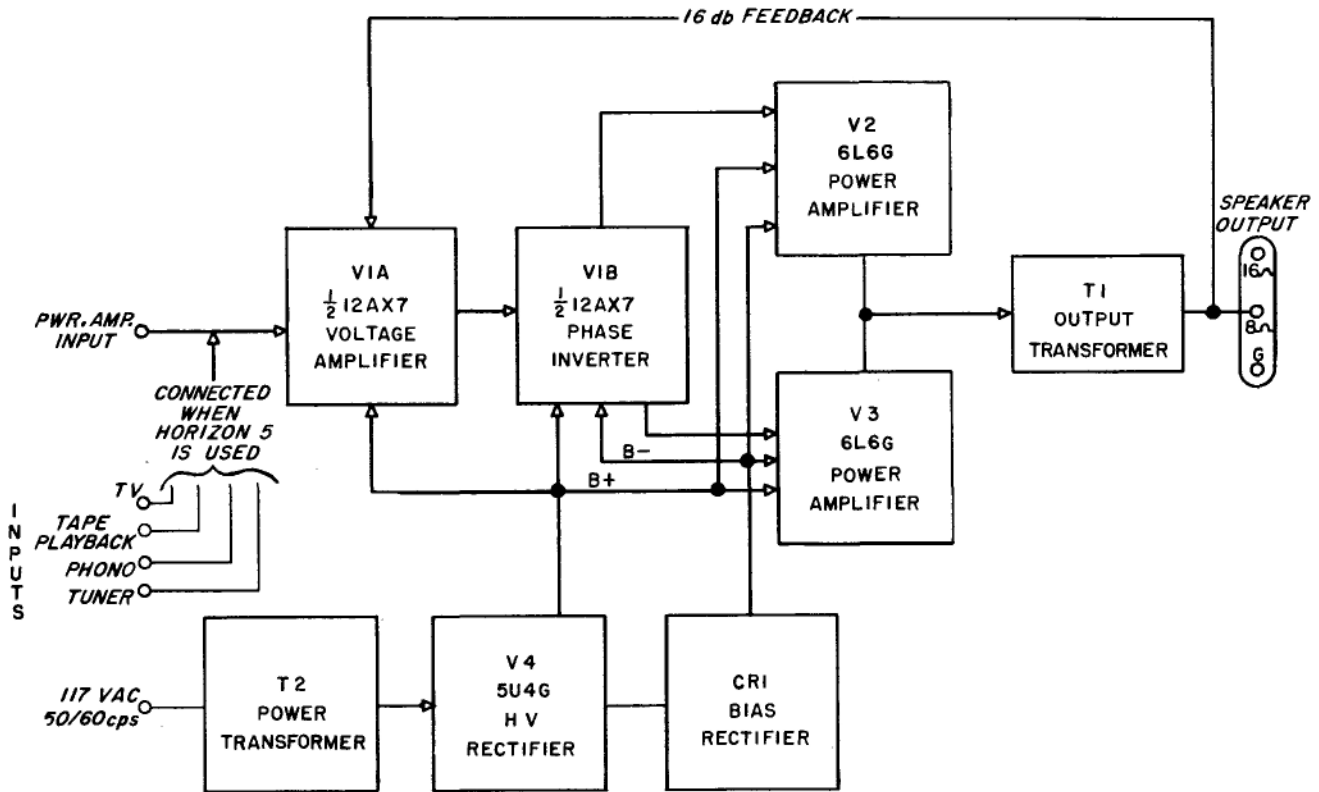 16 db FEEDBACK
V2
6L6G
POWER
AMPLIFIER
SPEAKER
OUTPUT
16
8
G
V1A
1/2 12AX7
VOLTAGE
AMPLIFIER
V1B
1/2 12AX7
PHASE
INVERTER
T1
OUTPUT
TRANSFORMER
PWR. AMP.
INPUT
CONNECTED
WHEN
HORIZON 5
IS USED
V3
6L6G
POWER
AMPLIFIER
B-
B+
INPUTS
TV
TAPE
PLAYBACK
PHONO
TUNER
117 VAC
50/60cps
T2
POWER
TRANSFORMER
V4
5U4G
HV
RECTIFIER
CR1
BIAS
RECTIFIER